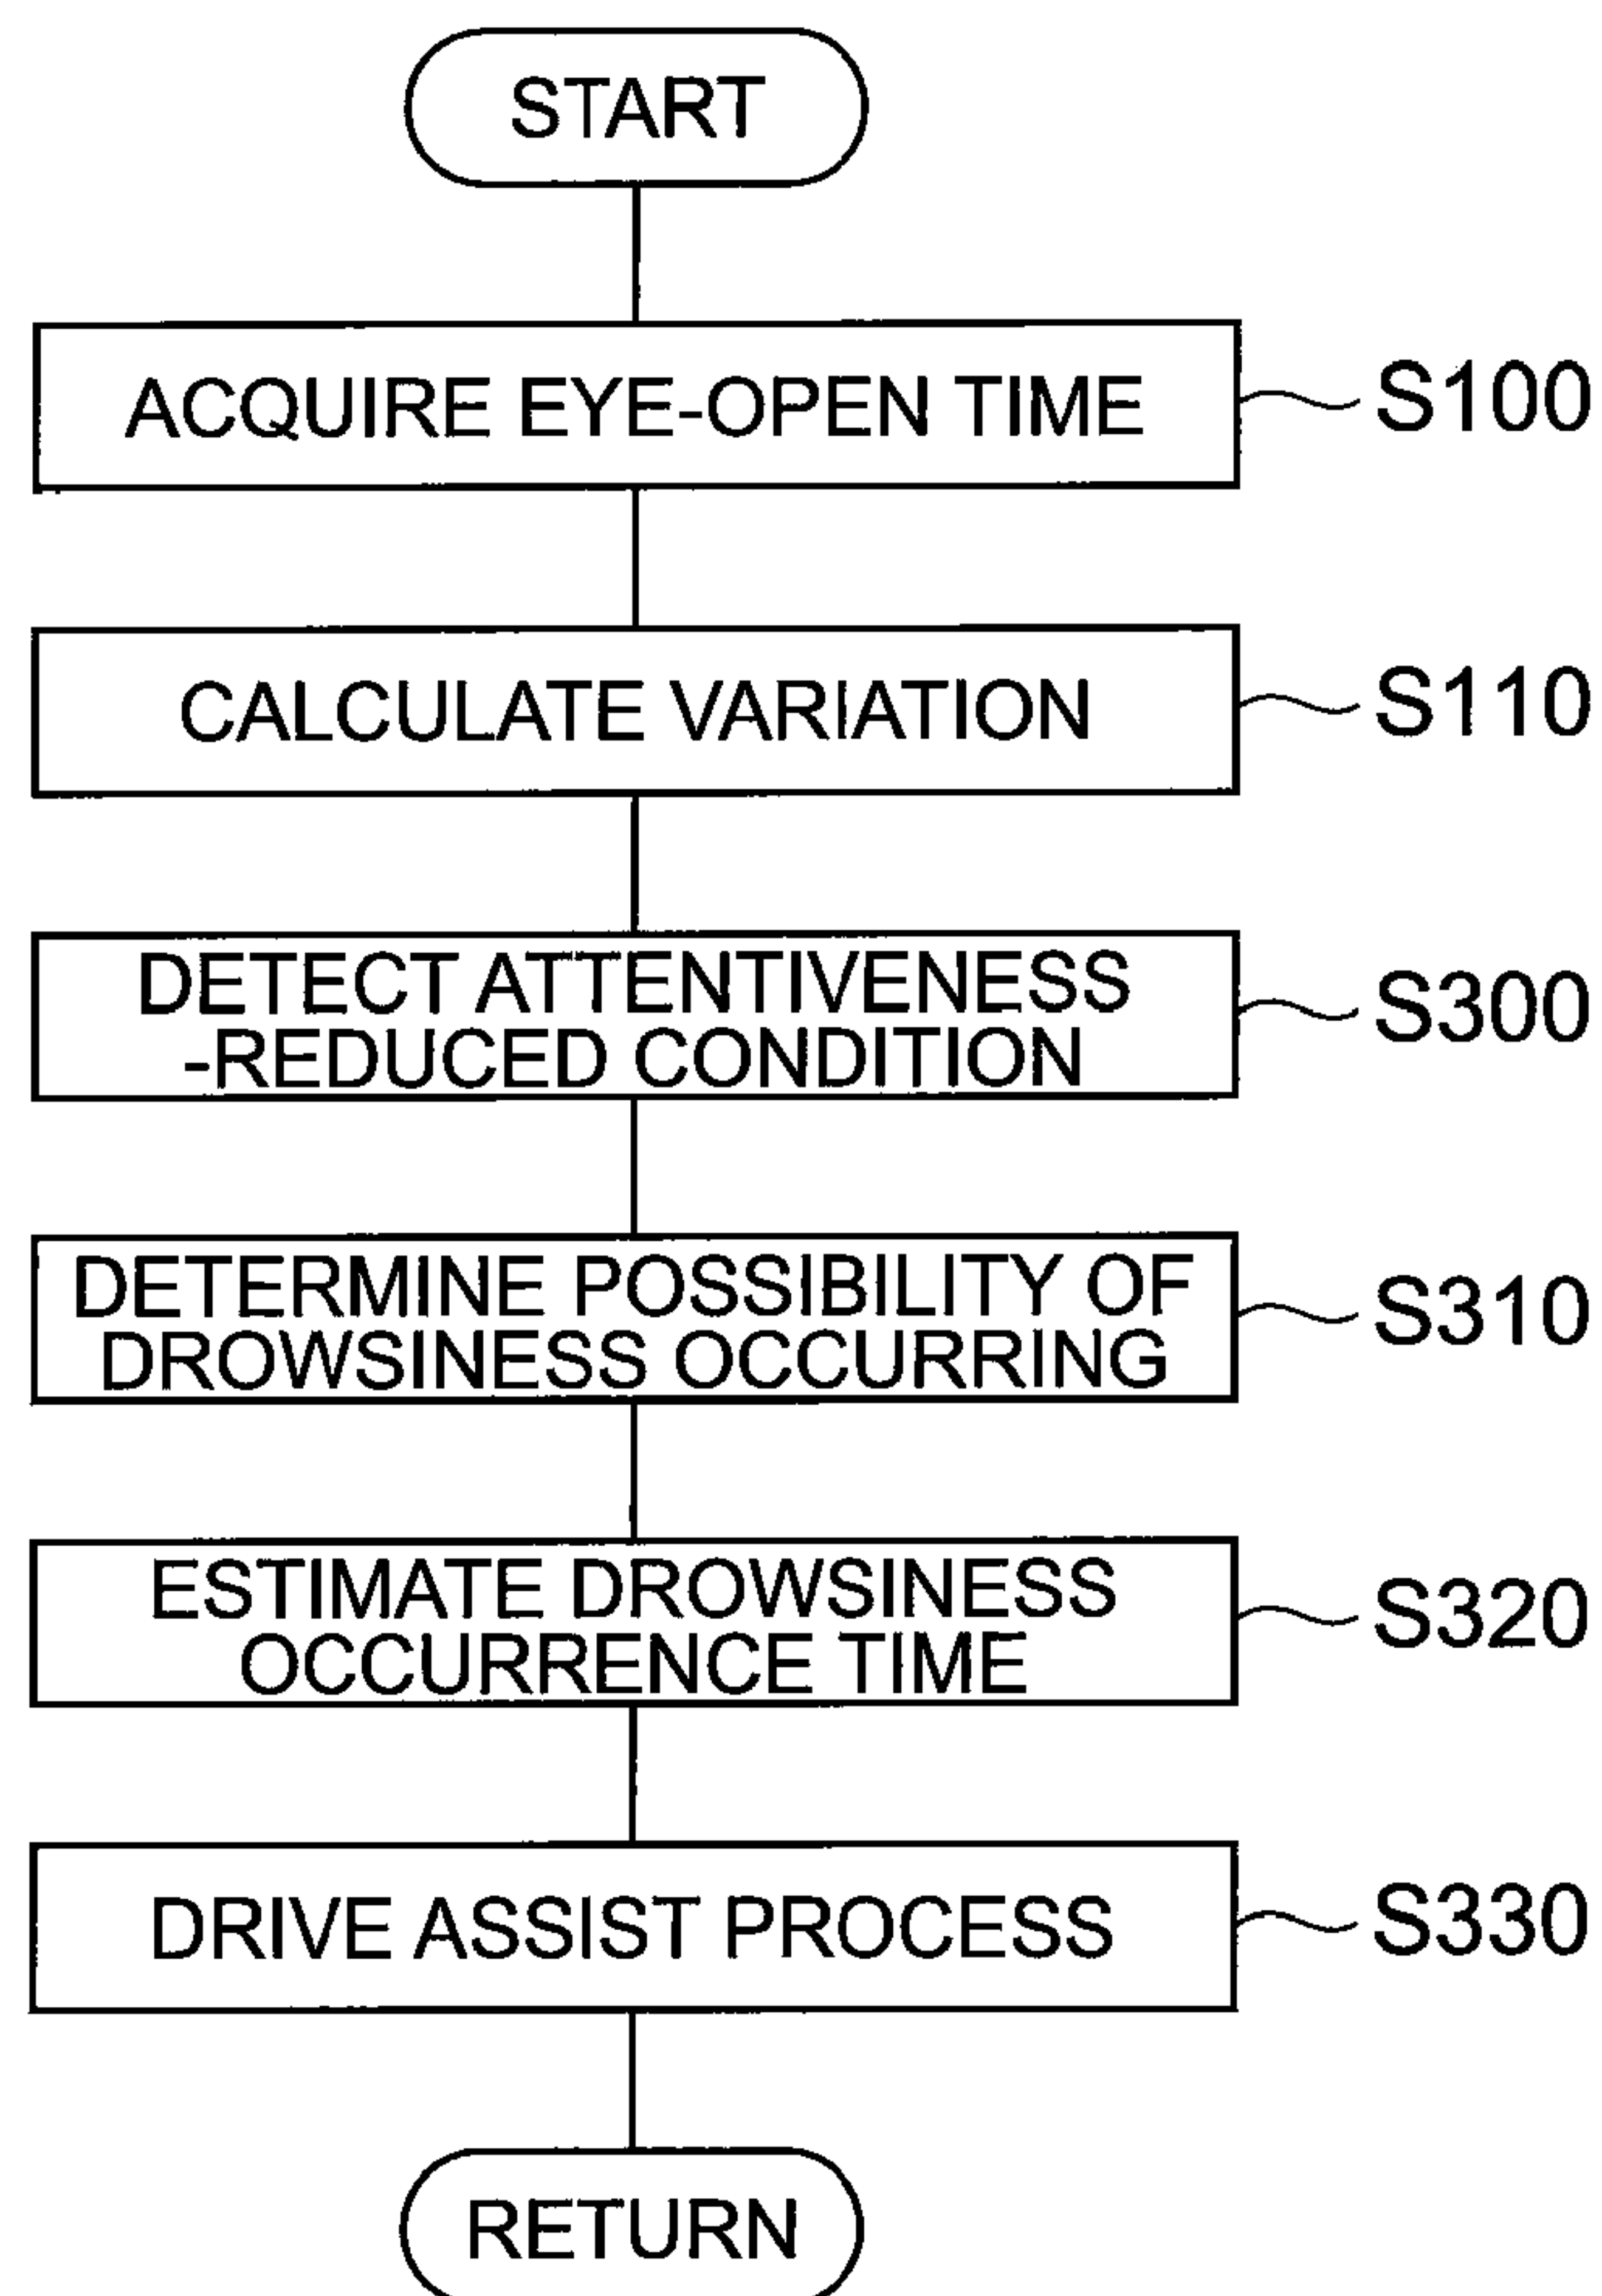 START
ACQUIRE EYE-OPEN TIME
S100
CALCULATE VARIATION
S110
DETECT ATTENTIVENESS
-REDUCED CONDITION
S300
DETERMINE POSSIBILITY OF
DROWSINESS OCCURRING
S310
ESTIMATE DROWSINESS
OCCURRENCE TIME
S320
DRIVE ASSIST PROCESS
S330
RETURN